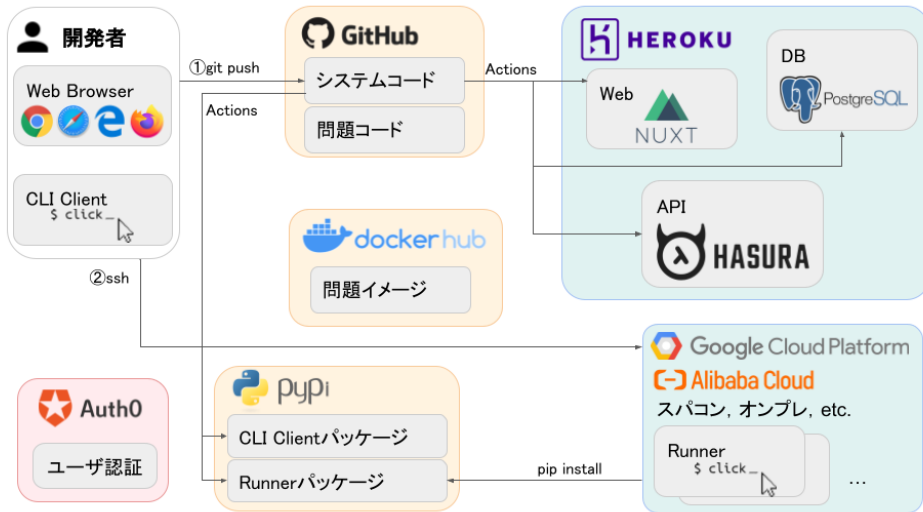 開発者
Web Browser
CLI Client
$ click_
①git push
Actions
②ssh
GitHub
システムコード
問題コード
Actions
HEROKU
Web
NUXT
DB
PostgreSQL
API
HASURA
docker hub
問題イメージ
Google Cloud Platform
Alibaba Cloud
スパコン, オンプレ, etc.
Runner
$ click_
...
pip install
Auth0
ユーザ認証
pypi
CLI Clientパッケージ
Runnerパッケージ